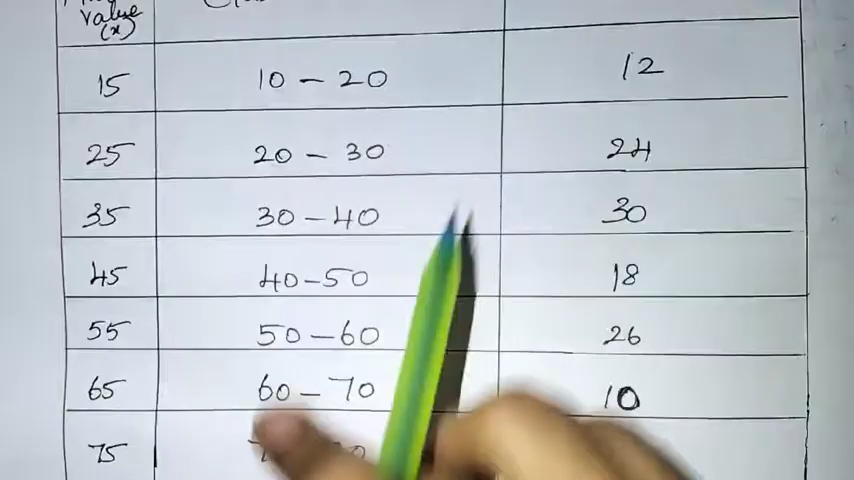 Value
(x)
15 10 - 20 12
25 20 - 30 24
35 30 - 40 30
45 40 - 50 18
55 50 - 60 26
65 60 - 70 10
75